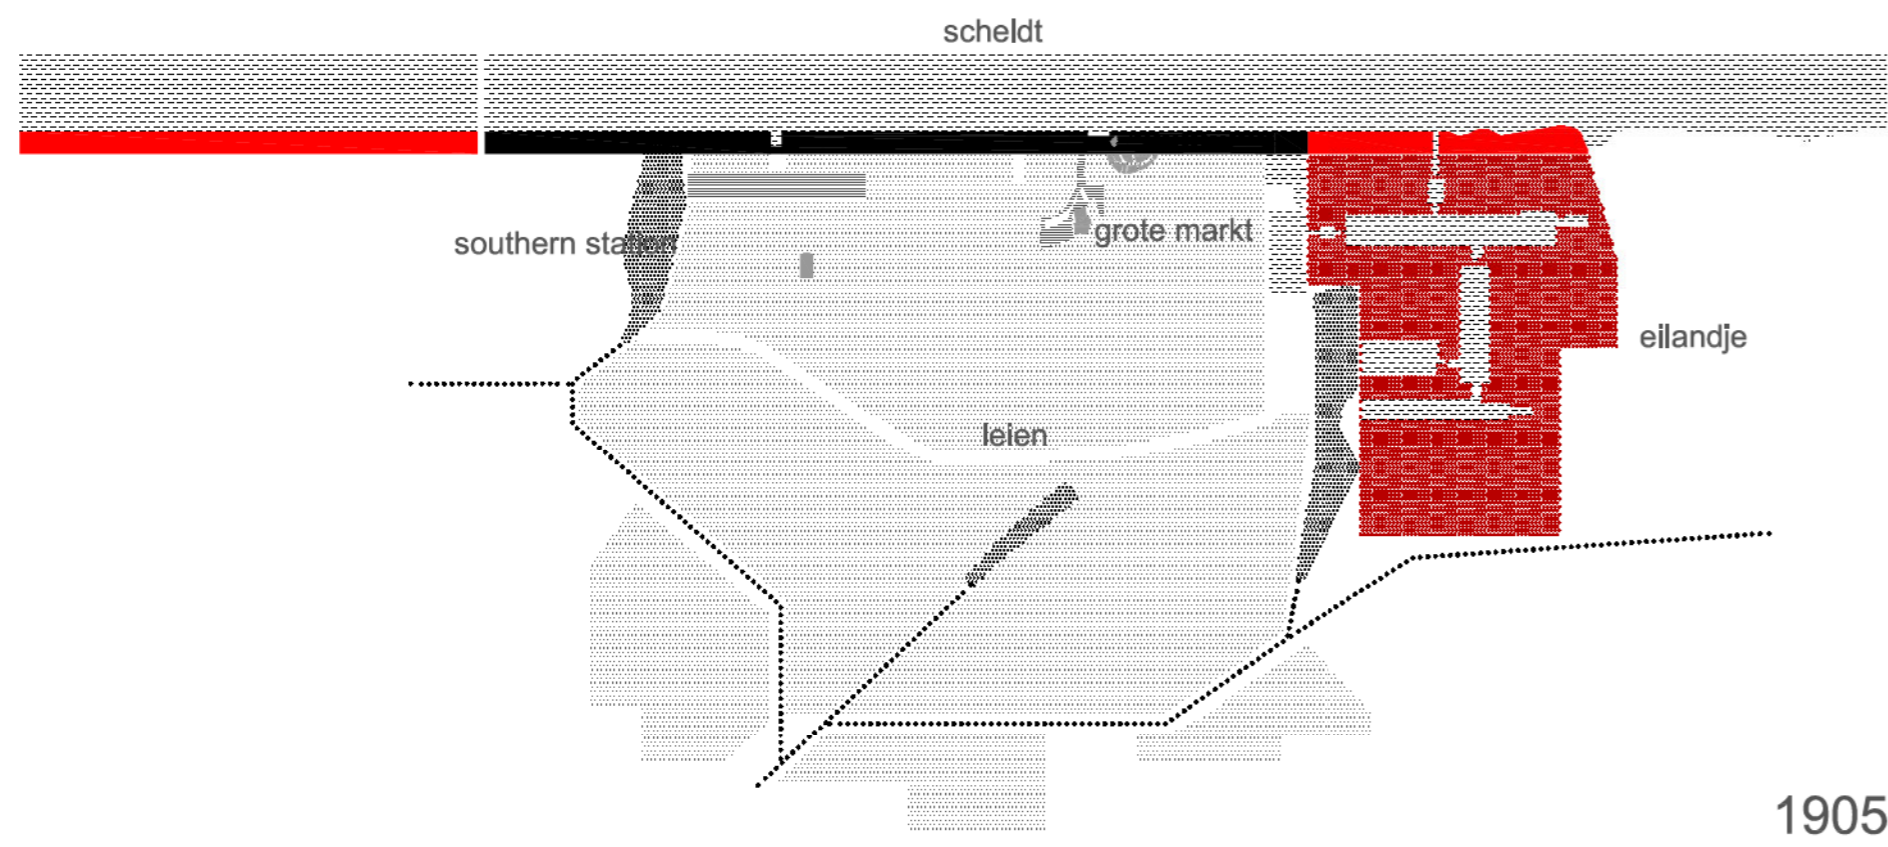 scheldt
southern station
grote markt
eilandje
leien
1905